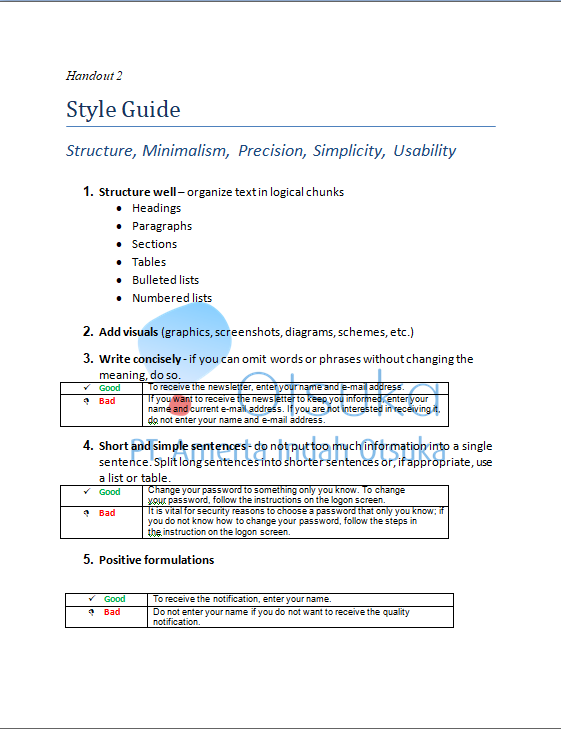 Handout 2
Style Guide
Structure, Minimalism, Precision, Simplicity, Usability
1. Structure well – organize text in logical chunks
• Headings
• Paragraphs
• Sections
• Tables
• Bulleted lists
• Numbered lists
2. Add visuals (graphics, screenshots, diagrams, schemes, etc.)
3. Write concisely - if you can omit words or phrases without changing the
meaning, do so.
✓ Good To receive the newsletter, enter your name and e-mail address.
Bad If you want to receive the newsletter to keep you informed, enter your
name and current e-mail address. If you are not interested in receiving it,
do not enter your name and e-mail address.
Otsuka
4. Short and simple sentences - do not put too much information into a single
PT. Amerta Indah Otsuka
sentence. Split long sentences into shorter sentences or, if appropriate, use
a list or table.
✓ Good Change your password to something only you know. To change
your password, follow the instructions on the logon screen.
Bad It is vital for security reasons to choose a password that only you know; if
you do not know how to change your password, follow the steps in
the instruction on the logon screen.
5. Positive formulations
✓ Good To receive the notification, enter your name.
Bad Do not enter your name if you do not want to receive the quality
notification.